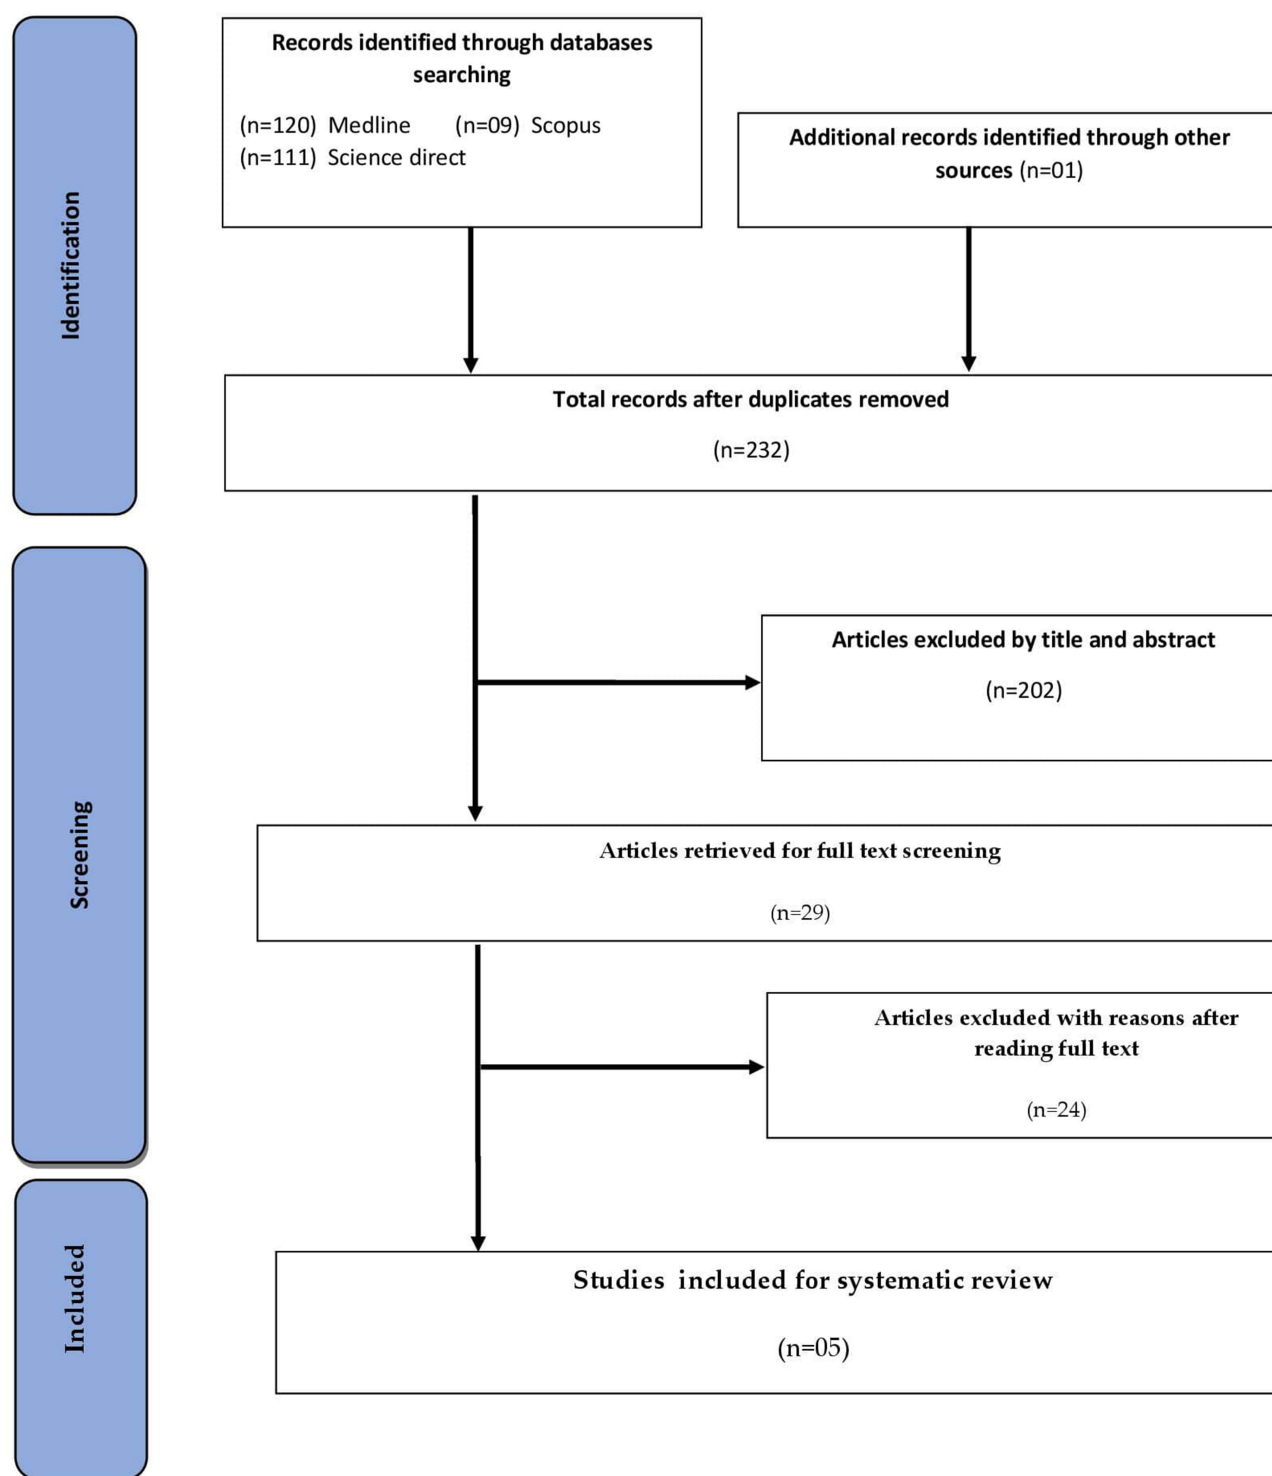 Identification
Records identified through databases
searching
(n=120) Medline (n=09) Scopus
(n=111) Science direct
Additional records identified through other
sources (n=01)
Total records after duplicates removed
(n=232)
Screening
Articles excluded by title and abstract
(n=202)
Articles retrieved for full text screening
(n=29)
Articles excluded with reasons after
reading full text
(n=24)
Included
Studies included for systematic review
(n=05)